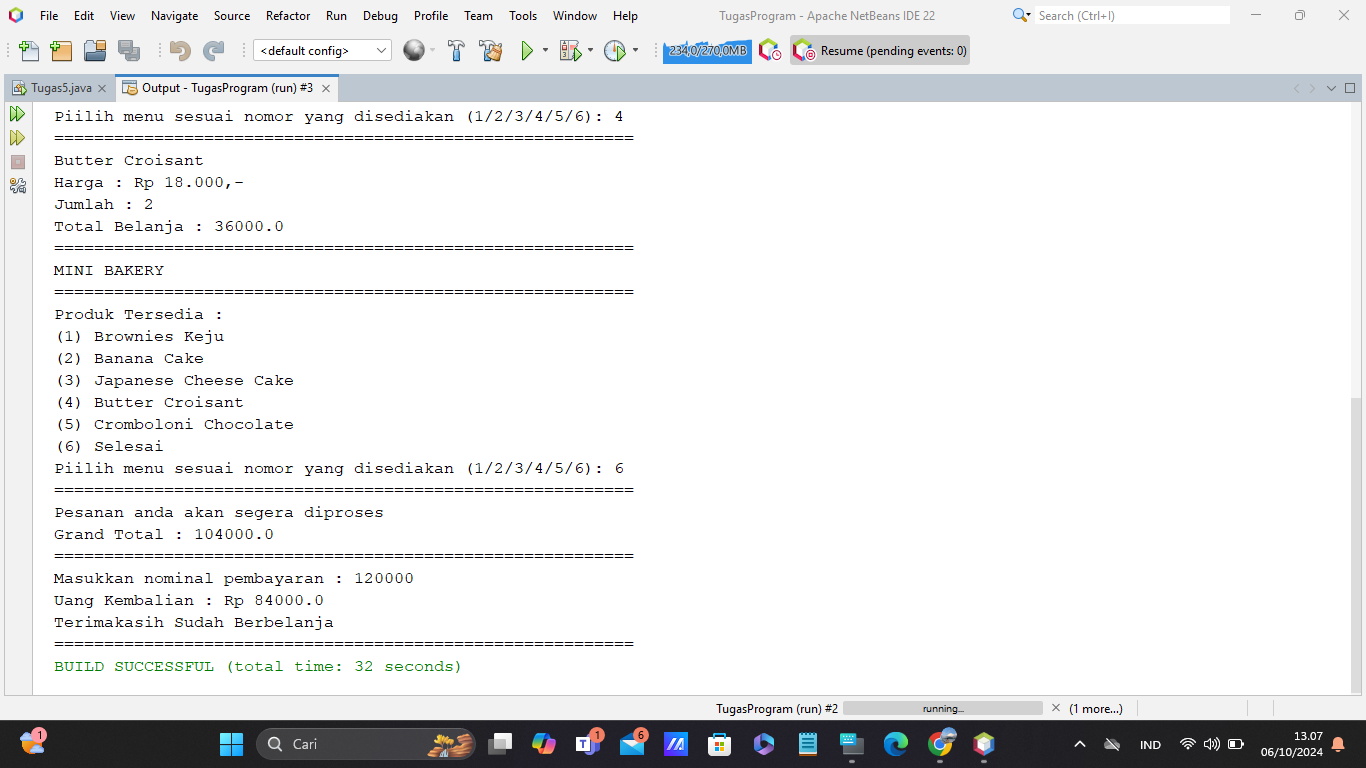 File Edit View Navigate Source Refactor Run Debug Profile Team Tools Window Help TugasProgram - Apache NetBeans IDE 22 Search (Ctrl+I)
<default config> 234,0/270,0MB Resume (pending events: 0)
Tugas5.java Output - TugasProgram (run) #3
Piilih menu sesuai nomor yang disediakan (1/2/3/4/5/6): 4
==========================================================
Butter Croisant
Harga : Rp 18.000,-
Jumlah : 2
Total Belanja : 36000.0
==========================================================
MINI BAKERY
==========================================================
Produk Tersedia :
(1) Brownies Keju
(2) Banana Cake
(3) Japanese Cheese Cake
(4) Butter Croisant
(5) Cromboloni Chocolate
(6) Selesai
Piilih menu sesuai nomor yang disediakan (1/2/3/4/5/6): 6
==========================================================
Pesanan anda akan segera diproses
Grand Total : 104000.0
==========================================================
Masukkan nominal pembayaran : 120000
Uang Kembalian : Rp 84000.0
Terimakasih Sudah Berbelanja
==========================================================
BUILD SUCCESSFUL (total time: 32 seconds)
TugasProgram (run) #2 running... (1 more...)
1 Cari 1 6 IND 13.07
06/10/2024